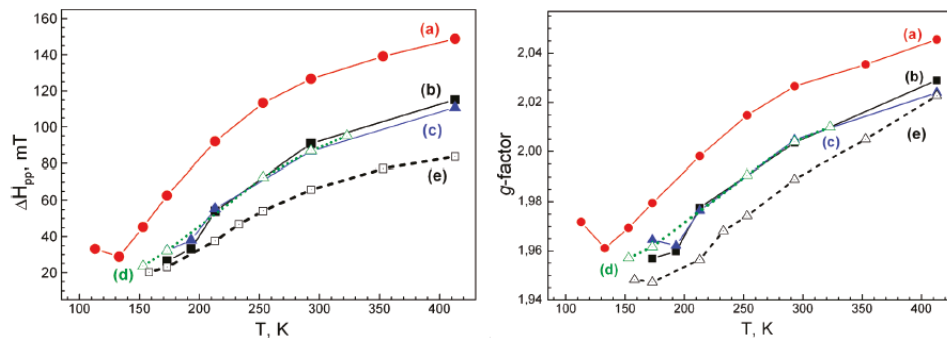 160
140
120
100
80
60
40
20
ΔHpp, mT
(a)
(b)
(c)
(e)
(d)
100 150 200 250 300 350 400
T, K
2,04
2,02
2,00
1,98
1,96
1,94
g-factor
(a)
(b)
(c)
(e)
(d)
100 150 200 250 300 350 400
T, K